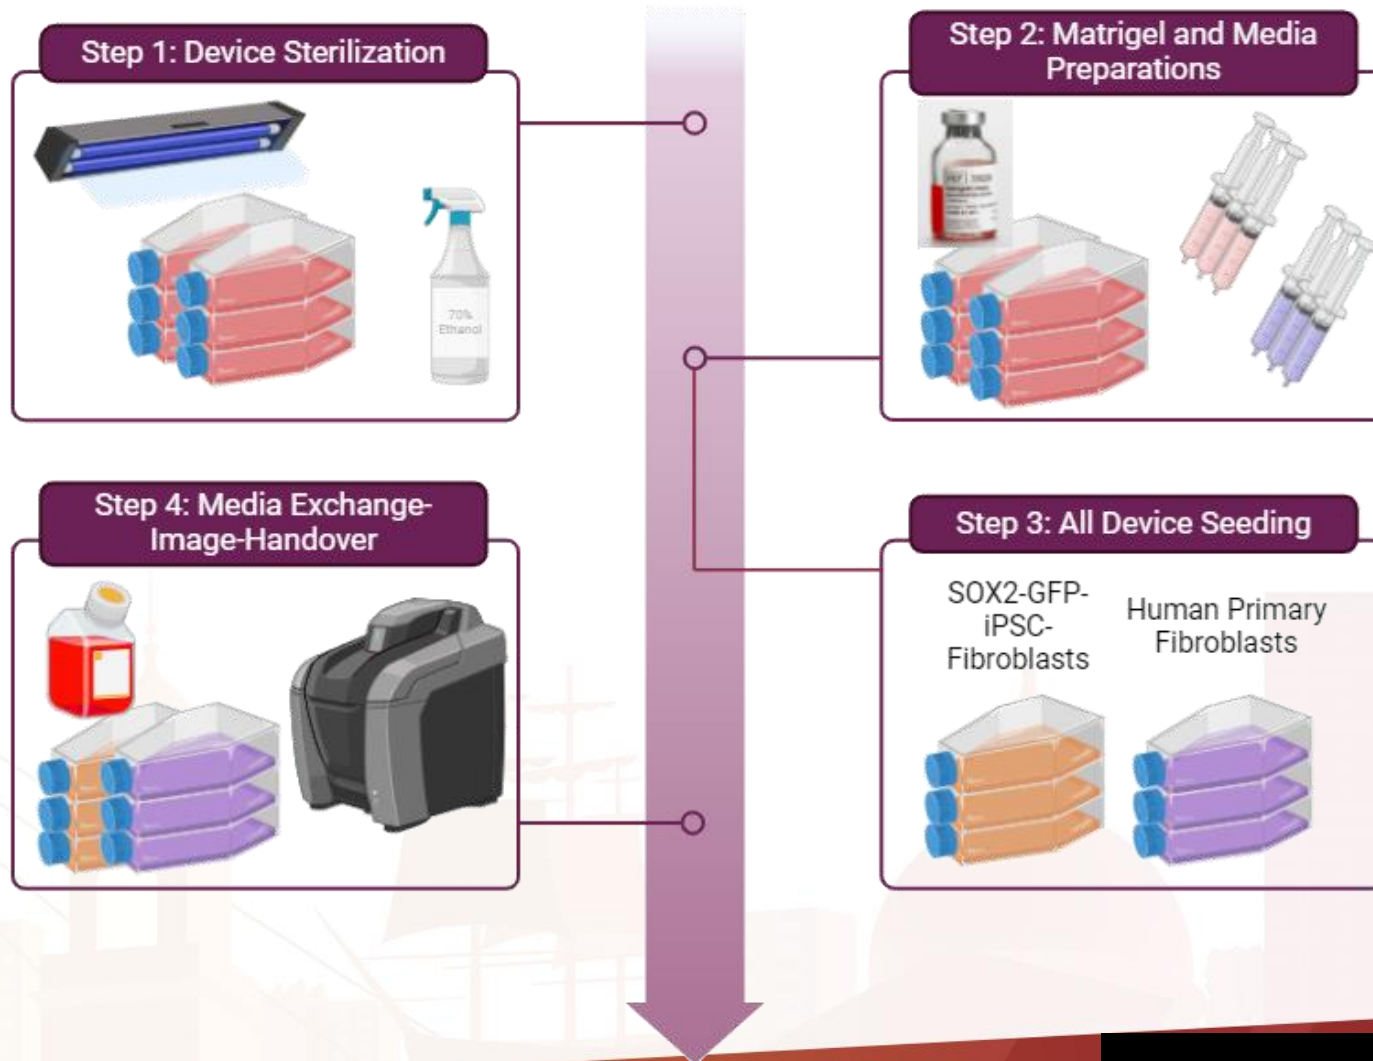 Step 1: Device Sterilization
70%
Ethanol
Step 2: Matrigel and Media
Preparations
Step 3: All Device Seeding
SOX2-GFP-
iPSC-
Fibroblasts
Human Primary
Fibroblasts
Step 4: Media Exchange-
Image-Handover